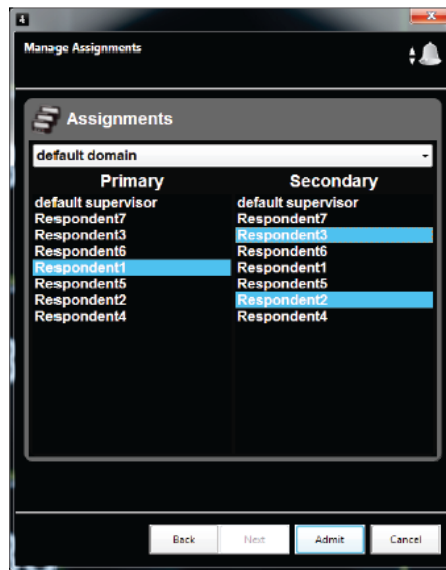 4
Manage Assignments
Assignments
default domain
Primary
default supervisor
Respondent7
Respondent3
Respondent6
Respondent1
Respondent5
Respondent2
Respondent4
Secondary
default supervisor
Respondent7
Respondent3
Respondent6
Respondent1
Respondent5
Respondent2
Respondent4
Back
Next
Admit
Cancel